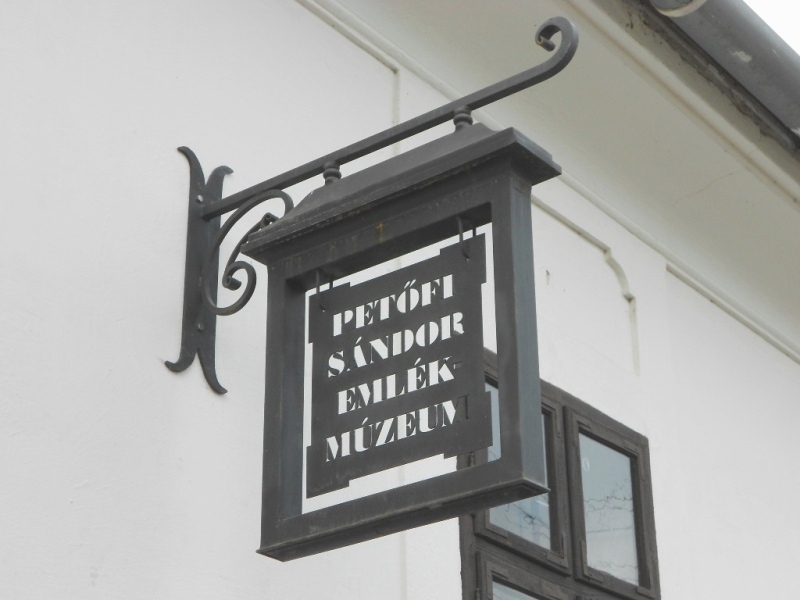 PETŐFI
SÁNDOR
EMLÉK-
MÚZEUM